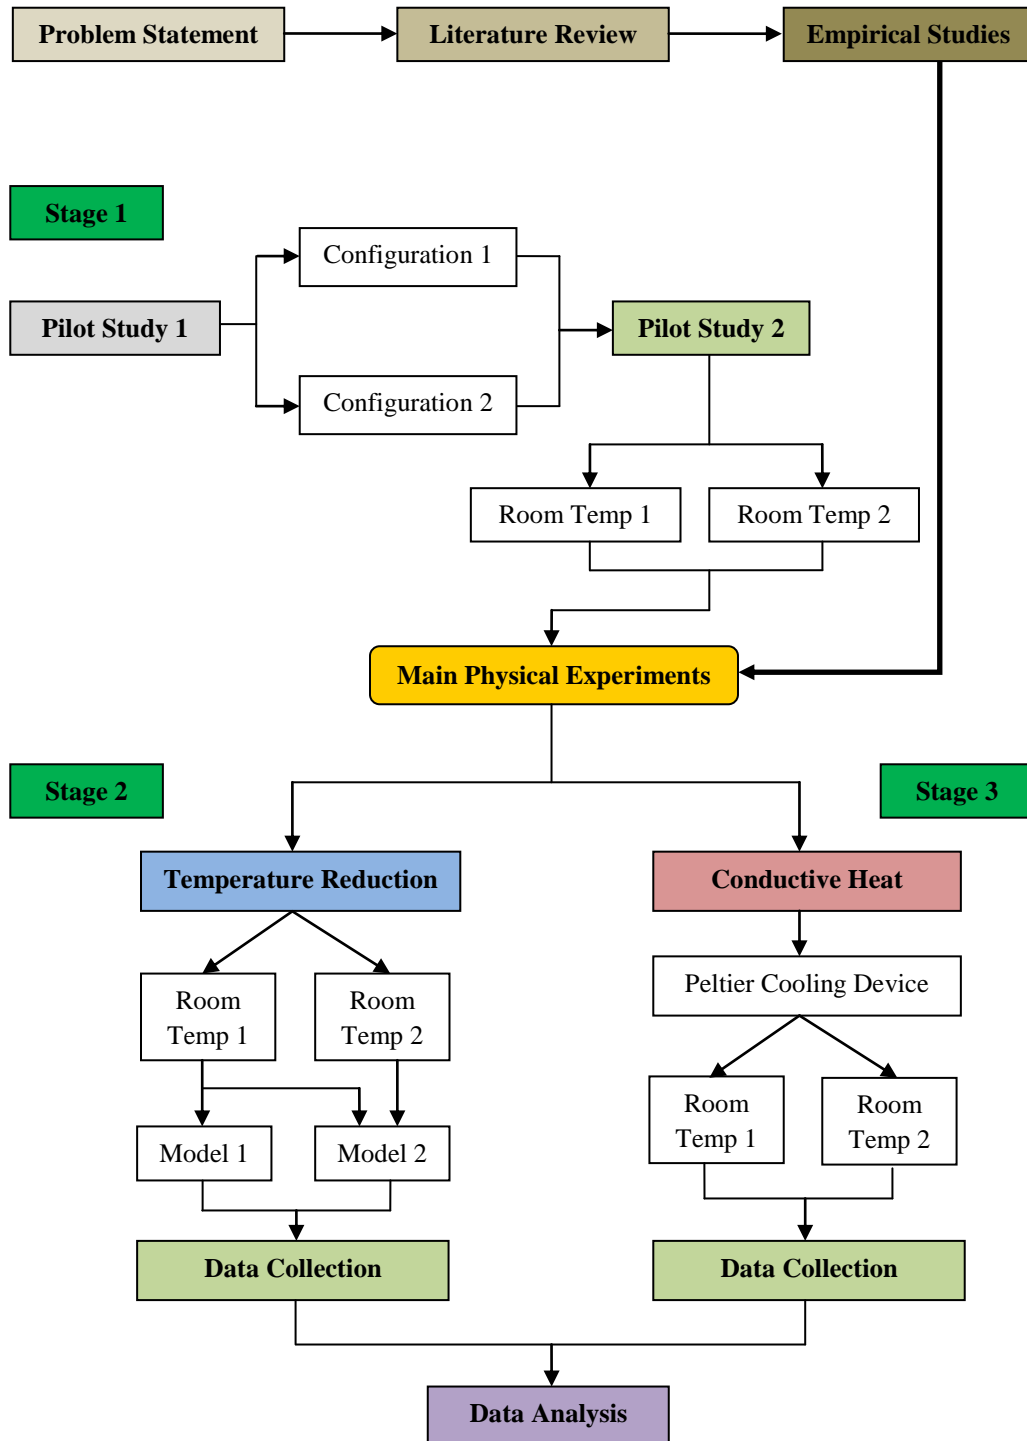 Problem Statement
Literature Review
Empirical Studies
Stage 1
Configuration 1
Pilot Study 1
Pilot Study 2
Configuration 2
Room Temp 1
Room Temp 2
Main Physical Experiments
Stage 2
Stage 3
Temperature Reduction
Conductive Heat
Room
Temp 1
Room
Temp 2
Peltier Cooling Device
Model 1
Model 2
Room
Temp 1
Room
Temp 2
Data Collection
Data Collection
Data Analysis